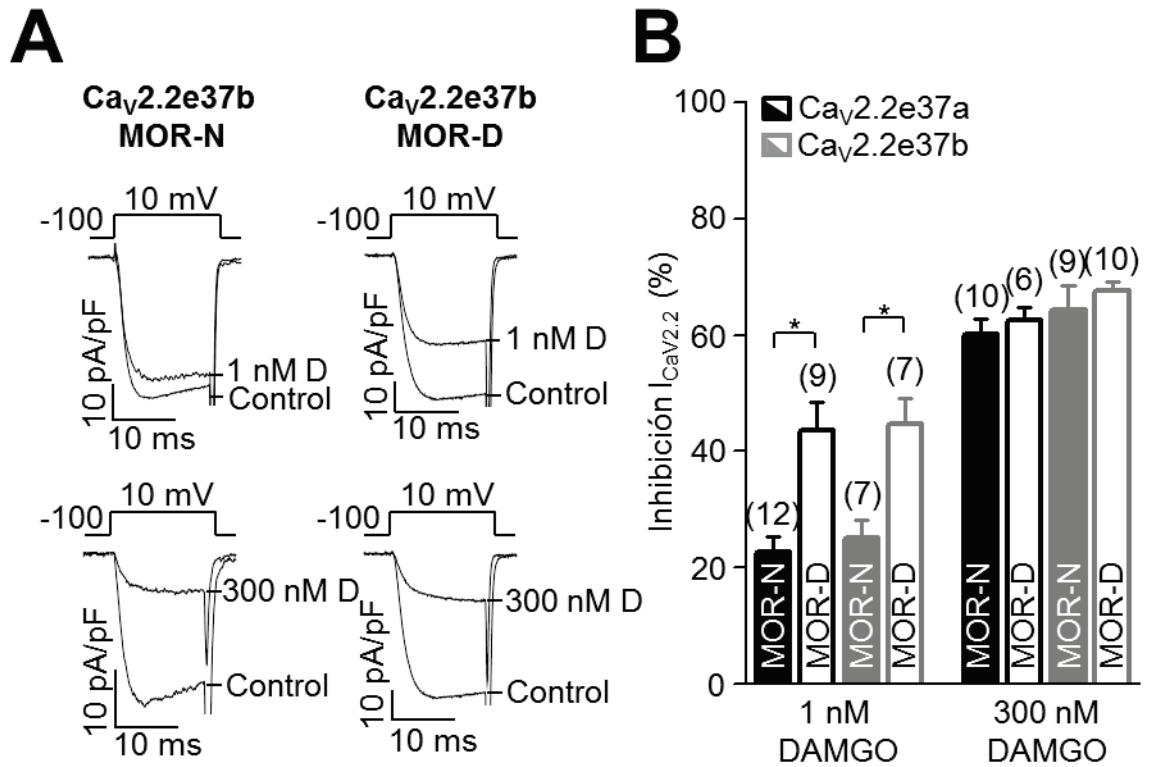 A
CaV2.2e37b
MOR-N
CaV2.2e37b
MOR-D
10 mV
-100
10 pA/pF
1 nM D
Control
10 ms
10 mV
-100
10 pA/pF
1 nM D
Control
10 ms
10 mV
-100
10 pA/pF
300 nM D
Control
10 ms
10 mV
-100
10 pA/pF
300 nM D
Control
10 ms
B
CaV2.2e37a
CaV2.2e37b
Inhibición ICaV2.2 (%)
100
80
60
40
20
0
(12)
*
(9)
(7)
*
(7)
(10)
(6)
(9)
(10)
MOR-N
MOR-D
MOR-N
MOR-D
MOR-N
MOR-D
MOR-N
MOR-D
1 nM
DAMGO
300 nM
DAMGO